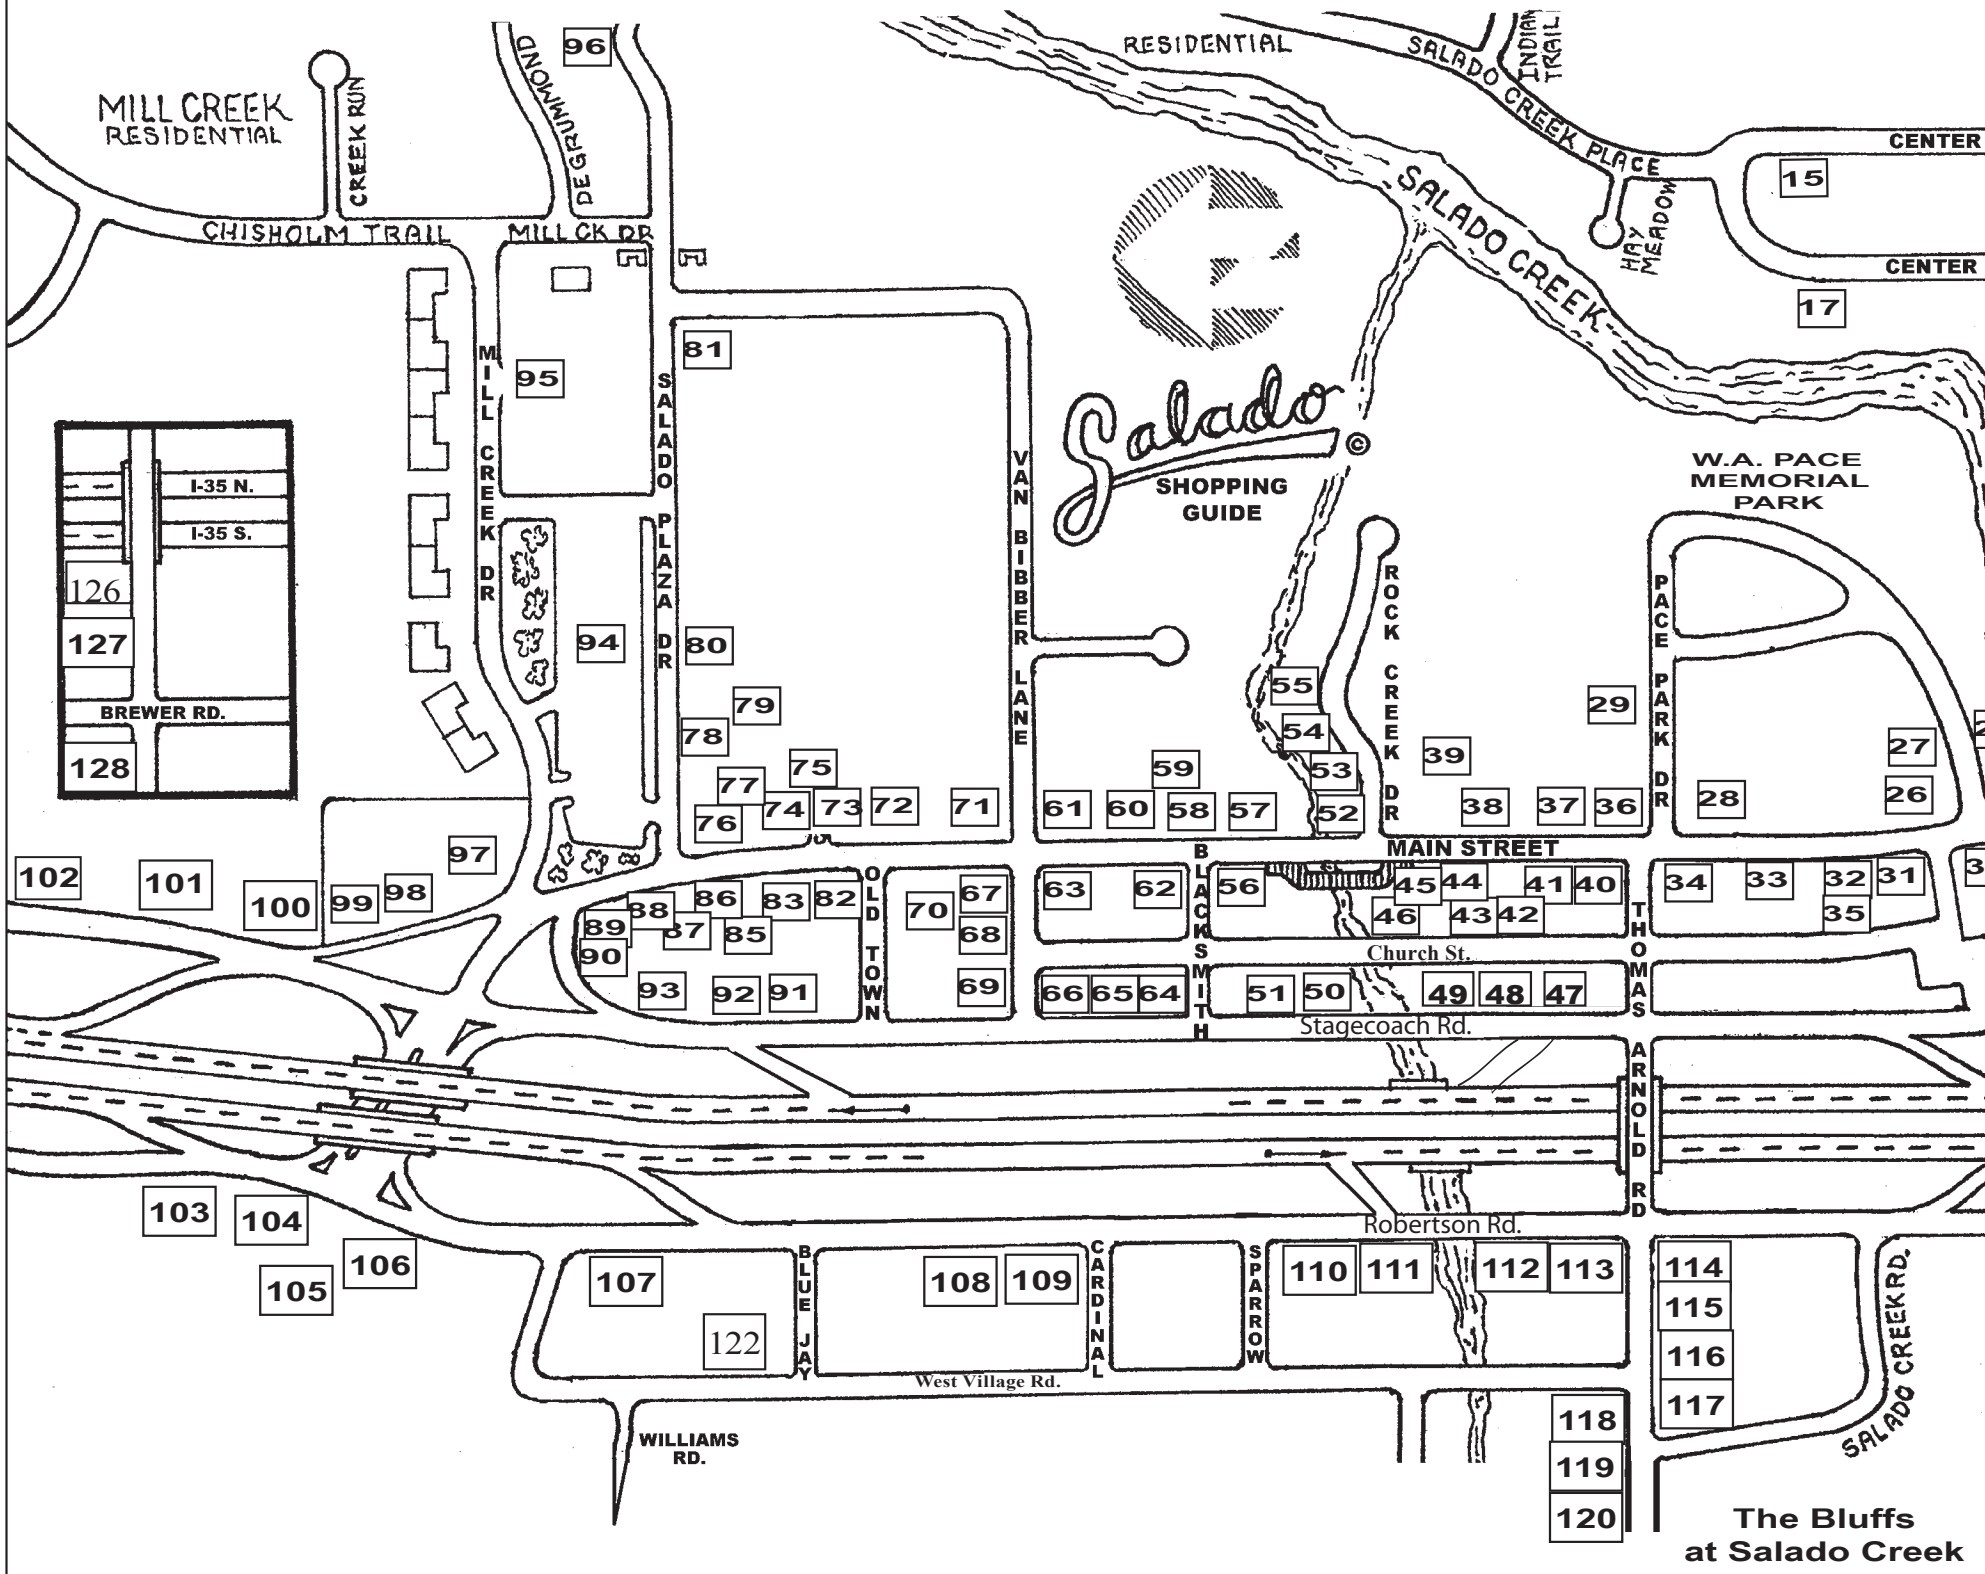 96
DE GRUMMOND
RESIDENTIAL
SALADO CREEK PLACE
INDIAN
TRAIL
MILL CREEK
RESIDENTIAL
CREEK RUN
CENTER
15
HAY
MEADOW
CENTER
17
CHISHOLM TRAIL
MILL CK DR
SALADO CREEK
81
95
MILL CREEK DR
SALADO PLAZA DR
VAN BIBBER LANE
Salado
©
SHOPPING
GUIDE
W.A. PACE
MEMORIAL
PARK
I-35 N.
I-35 S.
126
127
BREWER RD.
128
94
80
79
78
77
75
76
74
73
72
71
61
60
59
58
57
55
54
53
52
ROCK CREEK DR
39
38
37
36
29
PACE PARK DR
28
27
26
102
101
100
99
98
97
MAIN STREET
88
86
83
82
89
87
85
90
93
92
91
OLD TOWN
70
67
68
69
63
62
66
65
64
BLACKSMITH
56
45
44
41
40
46
43
42
Church St.
51
50
49
48
47
Stagecoach Rd.
THOMAS ARNOLD RD
34
33
32
31
35
103
104
105
106
Robertson Rd.
107
122
BLUE JAY
108
109
CARDINAL
SPARROW
110
111
112
113
114
115
116
117
SALADO CREEK RD.
West Village Rd.
WILLIAMS
RD.
118
119
120
The Bluffs
at Salado Creek